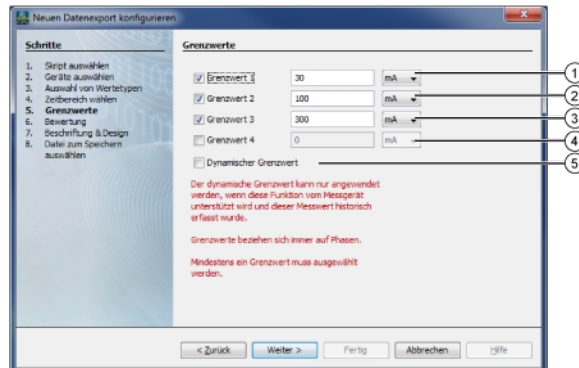 Neuen Datenexport konfigurieren
Schritte
1. Skript auswählen
2. Geräte auswählen
3. Auswahl von Wertetypen
4. Zeitbereich wählen
5. Grenzwerte
6. Bewertung
7. Beschriftung & Design
8. Datei zum Speichern
auswählen
Grenzwerte
Grenzwert 1 30 mA 1
Grenzwert 2 100 mA 2
Grenzwert 3 300 mA 3
Grenzwert 4 0 mA 4
Dynamischer Grenzwert 5
Der dynamische Grenzwert kann nur angewendet
werden, wenn diese Funktion vom Messgerät
unterstützt wird und dieser Messwert historisch
erfasst wurde.
Grenzwerte beziehen sich immer auf Phasen.
Mindestens ein Grenzwert muss ausgewählt
werden.
< Zurück Weiter > Fertig Abbrechen Hilfe